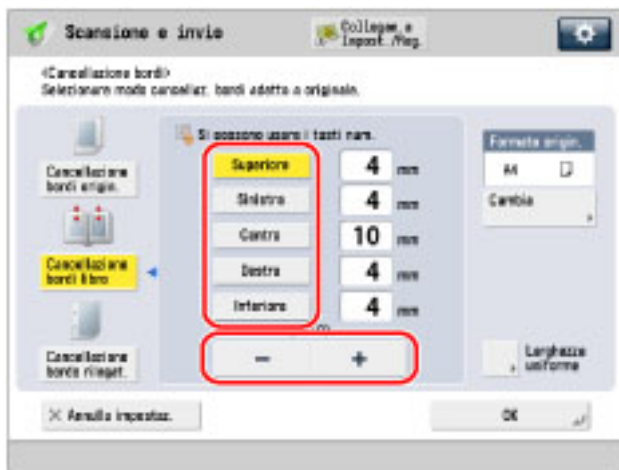 Scansione e invio
Collegam. a
Impost./Reg.
<Cancellazione bordi>
Selezionare modo cancellaz. bordi adatto a originale.
Si possono usare i tasti num.
Cancellazione
bordi origin.
Cancellazione
bordi libro
Cancellazione
bordo rilegat.
Superiore 4 mm
Sinistro 4 mm
Centro 10 mm
Destro 4 mm
Inferiore 4 mm
− +
Formato origin.
A4
Cambia
Larghezza
uniforme
× Annulla impostaz.
OK